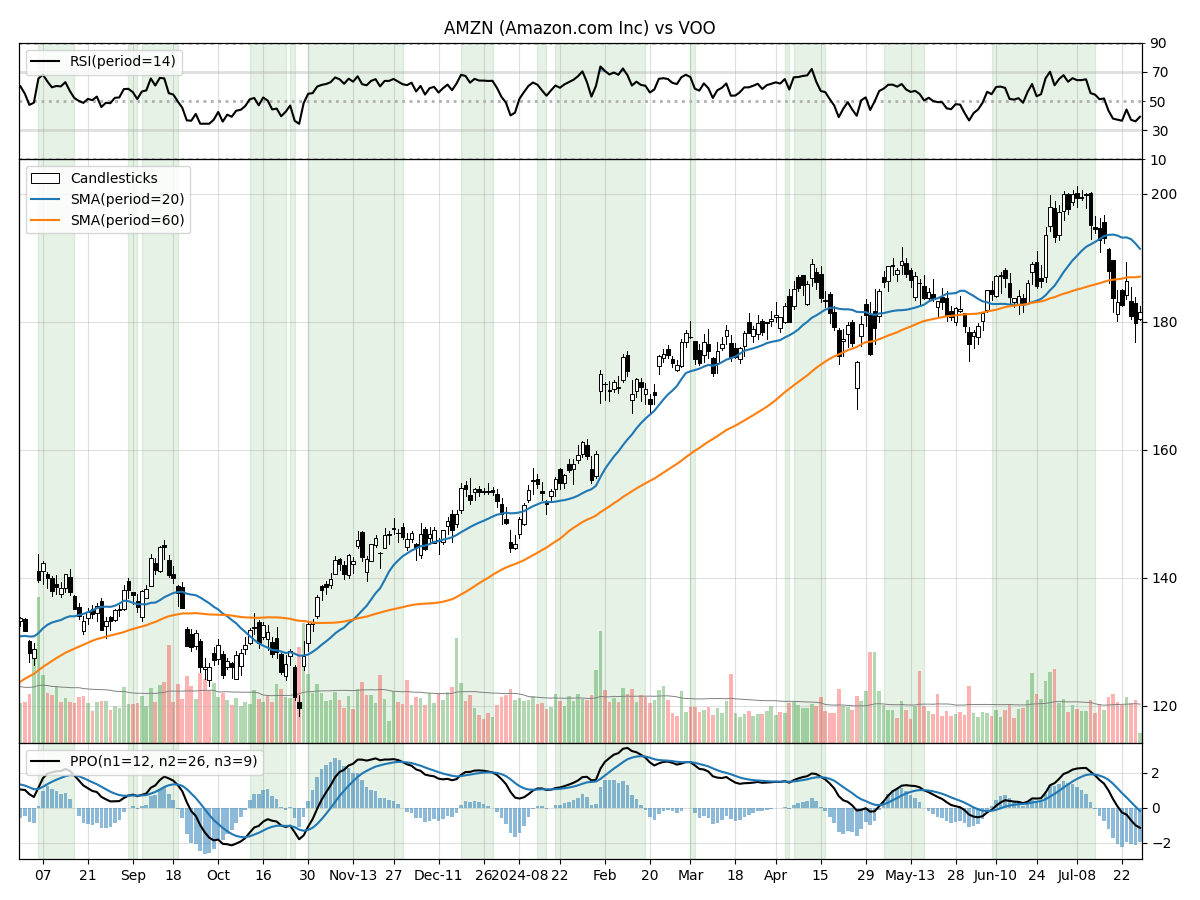 AMZN (Amazon.com Inc) vs VOO
RSI(period=14)
90
70
50
30
10
Candlesticks
SMA(period=20)
SMA(period=60)
200
180
160
140
120
PPO(n1=12, n2=26, n3=9)
2
0
−2
07 21 Sep 18 Oct 16 30 Nov-13 27 Dec-11 26 2024-08 22 Feb 20 Mar 18 Apr 15 29 May-13 28 Jun-10 24 Jul-08 22